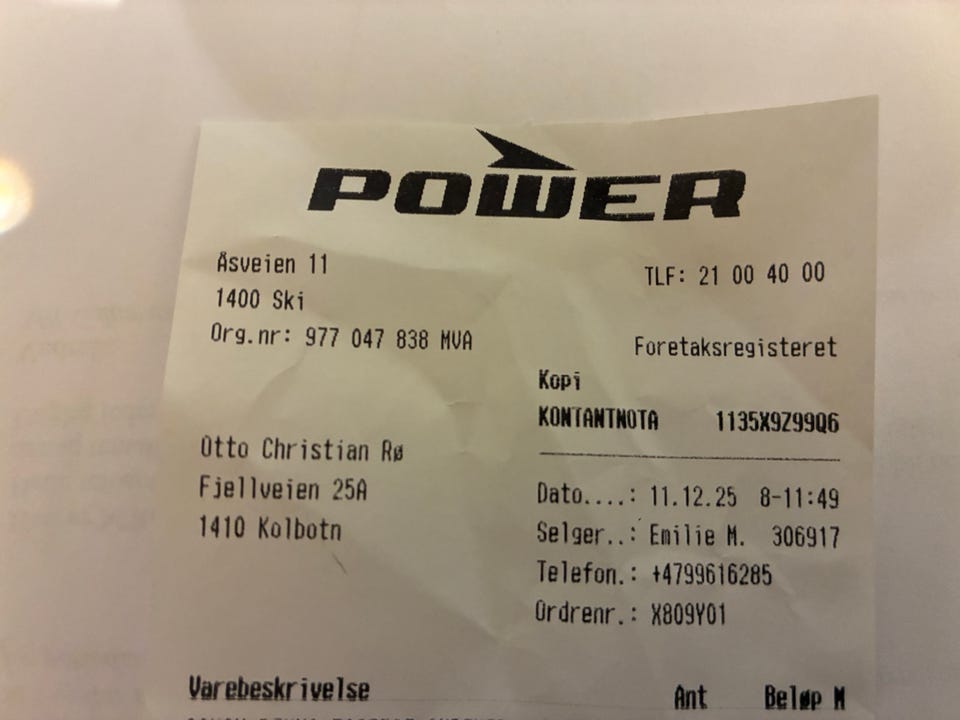 POWER
Åsveien 11
TLF: 21 00 40 00
1400 Ski
Org.nr: 977 047 838 MVA
Foretaksregisteret
Kopi
KONTANTNOTA 1135X9Z99Q6
Otto Christian Rø
Fjellveien 25A
1410 Kolbotn
Dato....: 11.12.25 8-11:49
Selger..: Emilie M. 306917
Telefon.: +4799616285
Ordrenr.: X809Y01
Varebeskrivelse Ant Beløp M